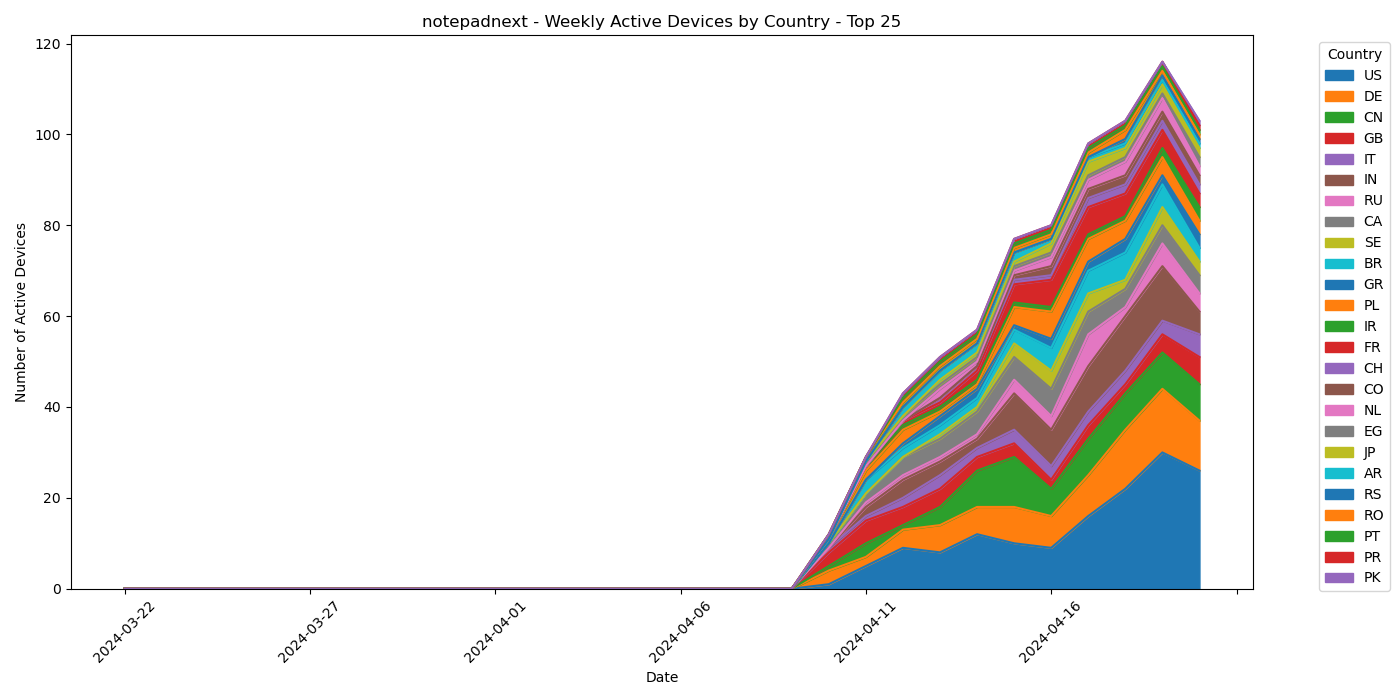 notepadnext - Weekly Active Devices by Country - Top 25
120
100
80
60
40
20
0
Number of Active Devices
2024-03-22
2024-03-27
2024-04-01
2024-04-06
2024-04-11
2024-04-16
Date
Country
US
DE
CN
GB
IT
IN
RU
CA
SE
BR
GR
PL
IR
FR
CH
CO
NL
EG
JP
AR
RS
RO
PT
PR
PK